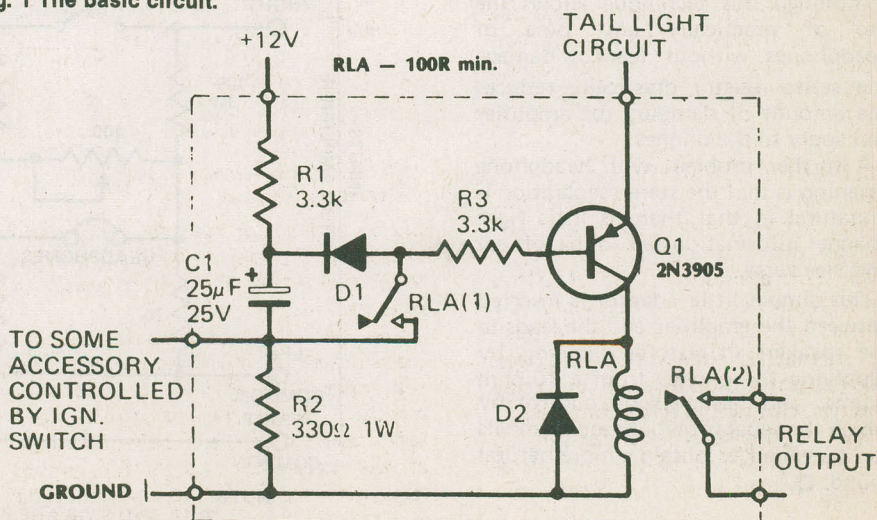 g. 1 The basic circuit.
+12V
RLA — 100R min.
TAIL LIGHT
CIRCUIT
R1
3.3k
R3
3.3k
Q1
2N3905
C1
25μF
25V
+
D1
RLA(1)
TO SOME
ACCESSORY
CONTROLLED
BY IGN.
SWITCH
R2
330Ω 1W
D2
RLA
RLA(2)
RELAY
OUTPUT
GROUND